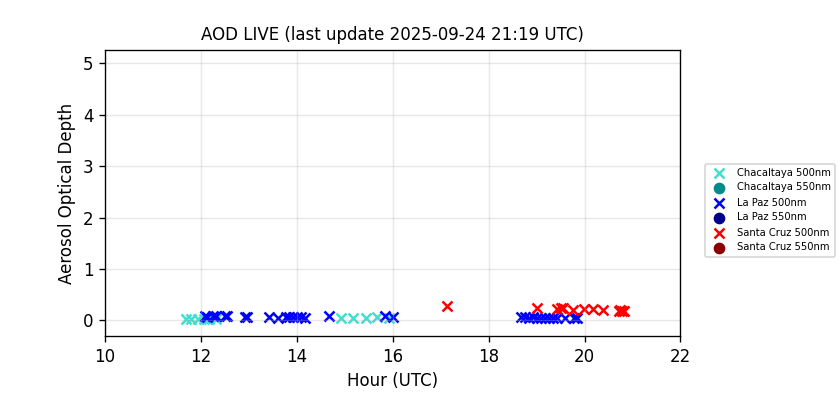 AOD LIVE (last update 2025-09-24 21:19 UTC)
Aerosol Optical Depth
5
4
3
2
1
0
10 12 14 16 18 20 22
Hour (UTC)
Chacaltaya 500nm
Chacaltaya 550nm
La Paz 500nm
La Paz 550nm
Santa Cruz 500nm
Santa Cruz 550nm